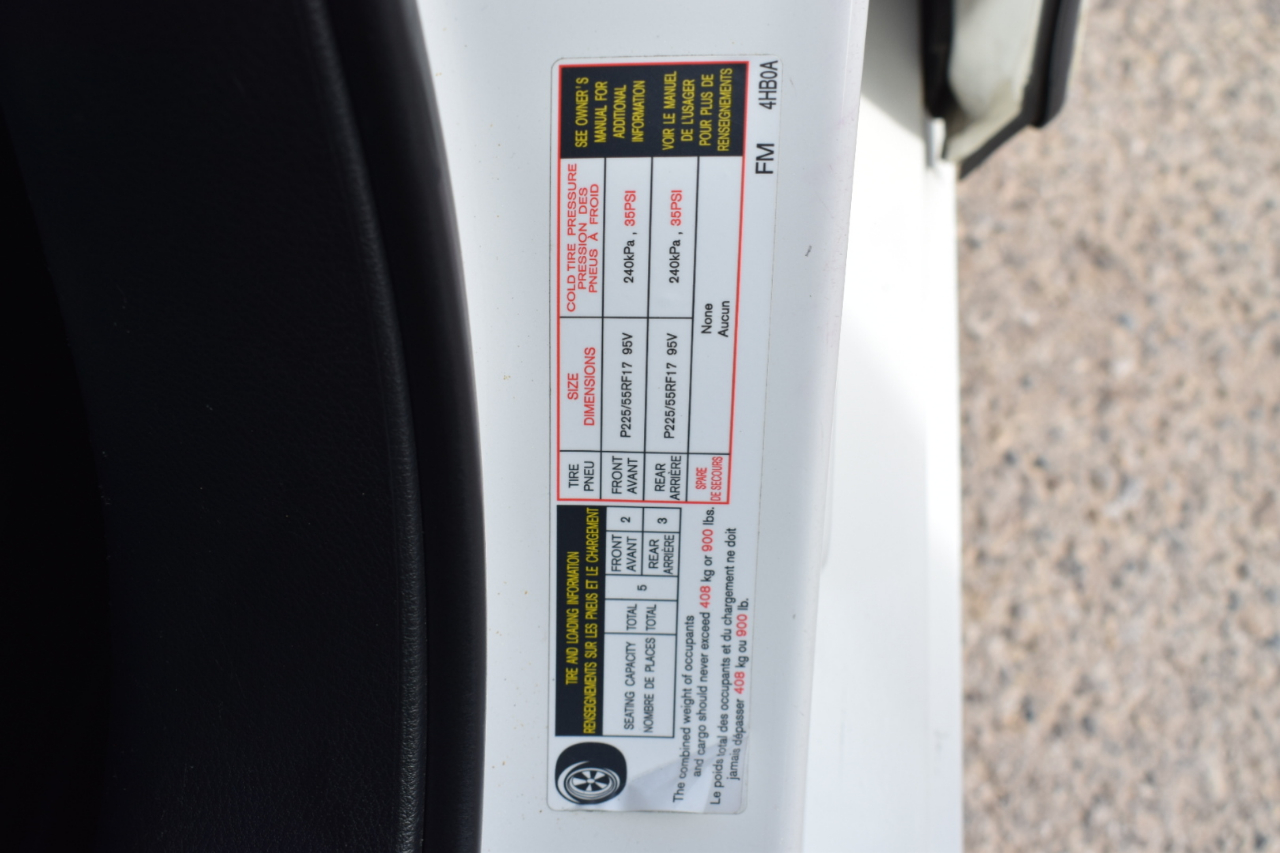 TIRE AND LOADING INFORMATION
RENSEIGNEMENTS SUR LES PNEUS ET LE CHARGEMENT
SEATING CAPACITY
NOMBRE DE PLACES
TOTAL
TOTAL
5
FRONT
AVANT
2
REAR
ARRIÈRE
3
The combined weight of occupants
and cargo should never exceed 408 kg or 900 lbs.
Le poids total des occupants et du chargement ne doit
jamais dépasser 408 kg ou 900 lb.
TIRE
PNEU
SIZE
DIMENSIONS
COLD TIRE PRESSURE
PRESSION DES
PNEUS À FROID
FRONT
AVANT
P225/55RF17 95V
240kPa , 35PSI
REAR
ARRIÈRE
P225/55RF17 95V
240kPa , 35PSI
SPARE
DE SECOURS
None
Aucun
SEE OWNER'S
MANUAL FOR
ADDITIONAL
INFORMATION
VOIR LE MANUEL
DE L'USAGER
POUR PLUS DE
RENSEIGNEMENTS
FM 4HB0A